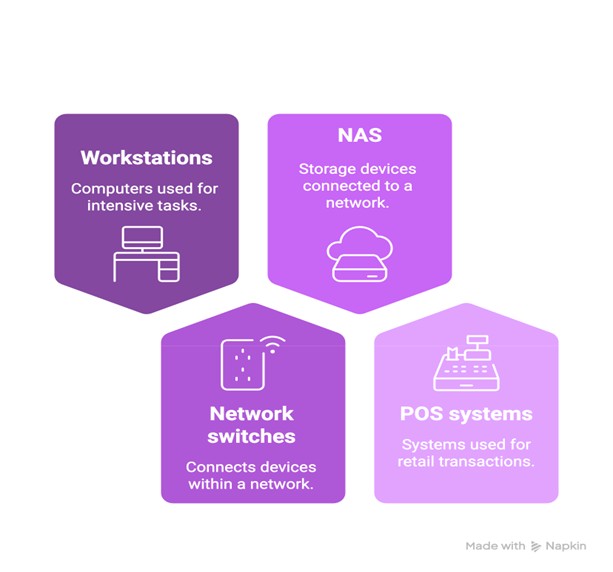 Workstations
Computers used for
intensive tasks.
NAS
Storage devices
connected to a
network.
Network
switches
Connects devices
within a network.
POS systems
Systems used for
retail transactions.
Made with Napkin